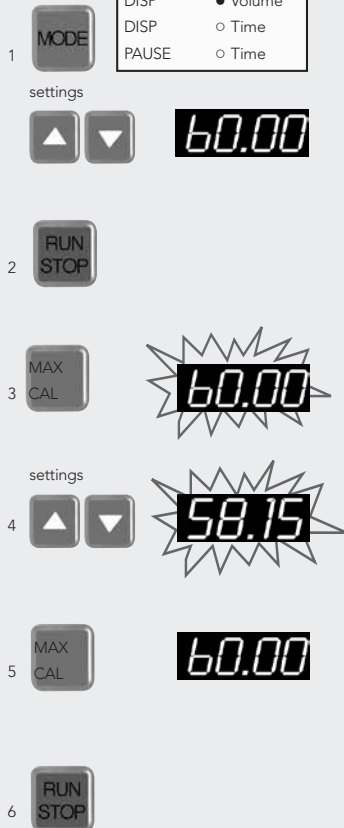 DISP ● Volume
DISP ○ Time
1 MODE PAUSE ○ Time
settings
60.00
2 RUN STOP
3 MAX CAL 60.00
settings
4 58.15
5 MAX CAL 60.00
6 RUN STOP